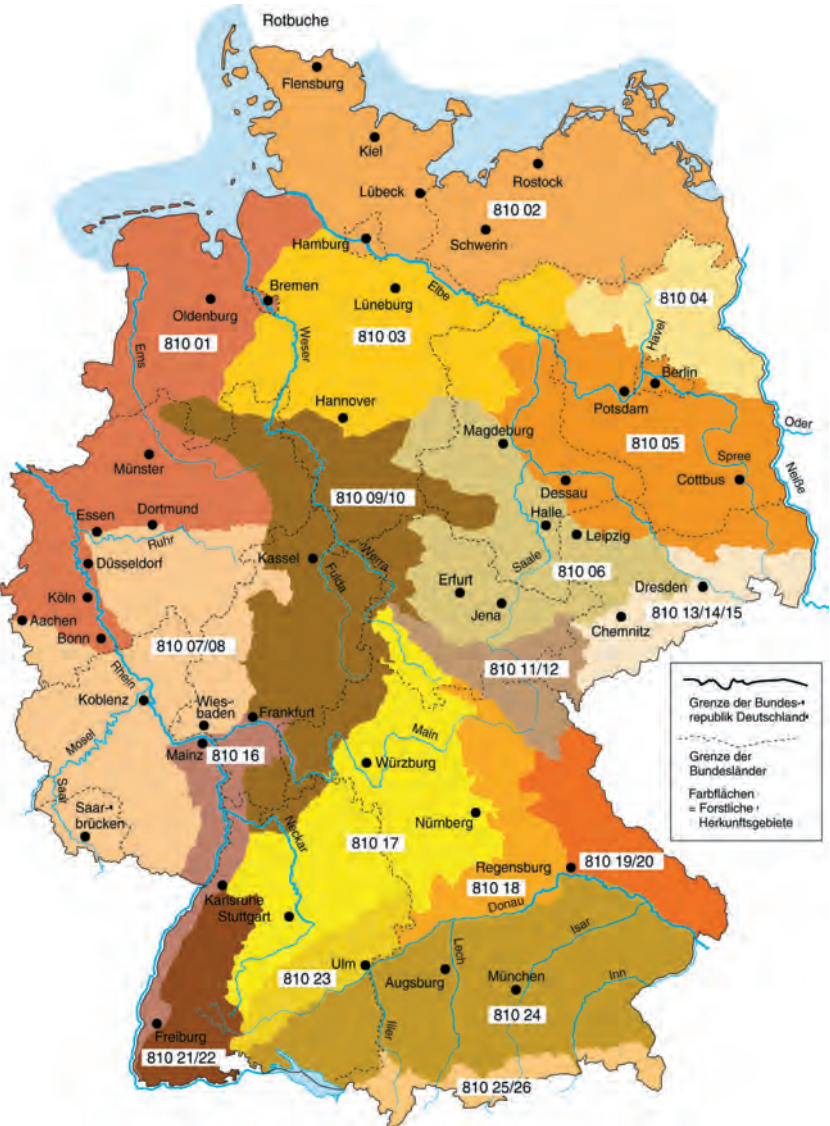 Rotbuche
Flensburg
Kiel
Rostock
Lübeck
810 02
Schwerin
Hamburg
Bremen
Lüneburg
Elbe
810 04
Oldenburg
Havel
810 01
Weser
810 03
Ems
Berlin
Hannover
Potsdam
Oder
Magdeburg
810 05
Münster
Spree
Neiße
810 09/10
Dessau
Cottbus
Essen
Dortmund
Halle
Ruhr
Leipzig
Düsseldorf
Kassel
Werra
Saale
Fulda
810 06
Köln
Erfurt
Dresden
Jena
810 13/14/15
Aachen
Chemnitz
Bonn
810 07/08
Rhein
810 11/12
Koblenz
Wies-
baden
Frankfurt
Mosel
Main
Mainz
810 16
Würzburg
Saar
Saar-
brücken
Neckar
Nürnberg
810 17
Regensburg
810 19/20
810 18
Karlsruhe
Stuttgart
Donau
Isar
Ulm
Lech
810 23
Augsburg
München
Inn
810 24
Iller
Freiburg
810 21/22
810 25/26
Grenze der Bundes-
republik Deutschland
Grenze der
Bundesländer
Farbflächen
= Forstliche
Herkunftsgebiete